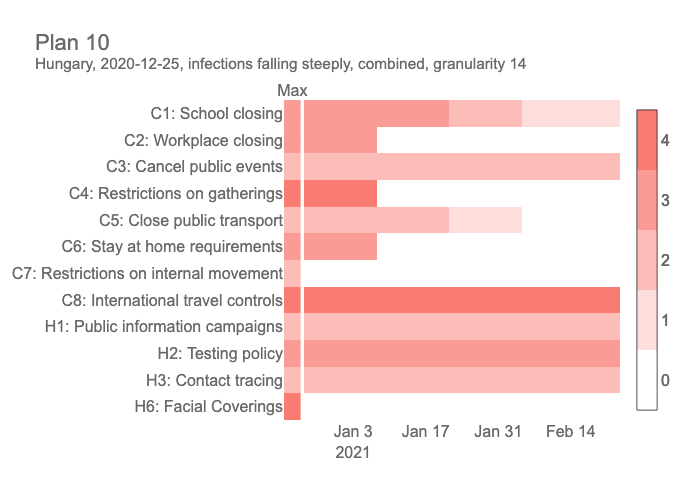 Plan 10
Hungary, 2020-12-25, infections falling steeply, combined, granularity 14
Max
C1: School closing
C2: Workplace closing
C3: Cancel public events
C4: Restrictions on gatherings
C5: Close public transport
C6: Stay at home requirements
C7: Restrictions on internal movement
C8: International travel controls
H1: Public information campaigns
H2: Testing policy
H3: Contact tracing
H6: Facial Coverings
Jan 3 Jan 17 Jan 31 Feb 14
2021
4
3
2
1
0